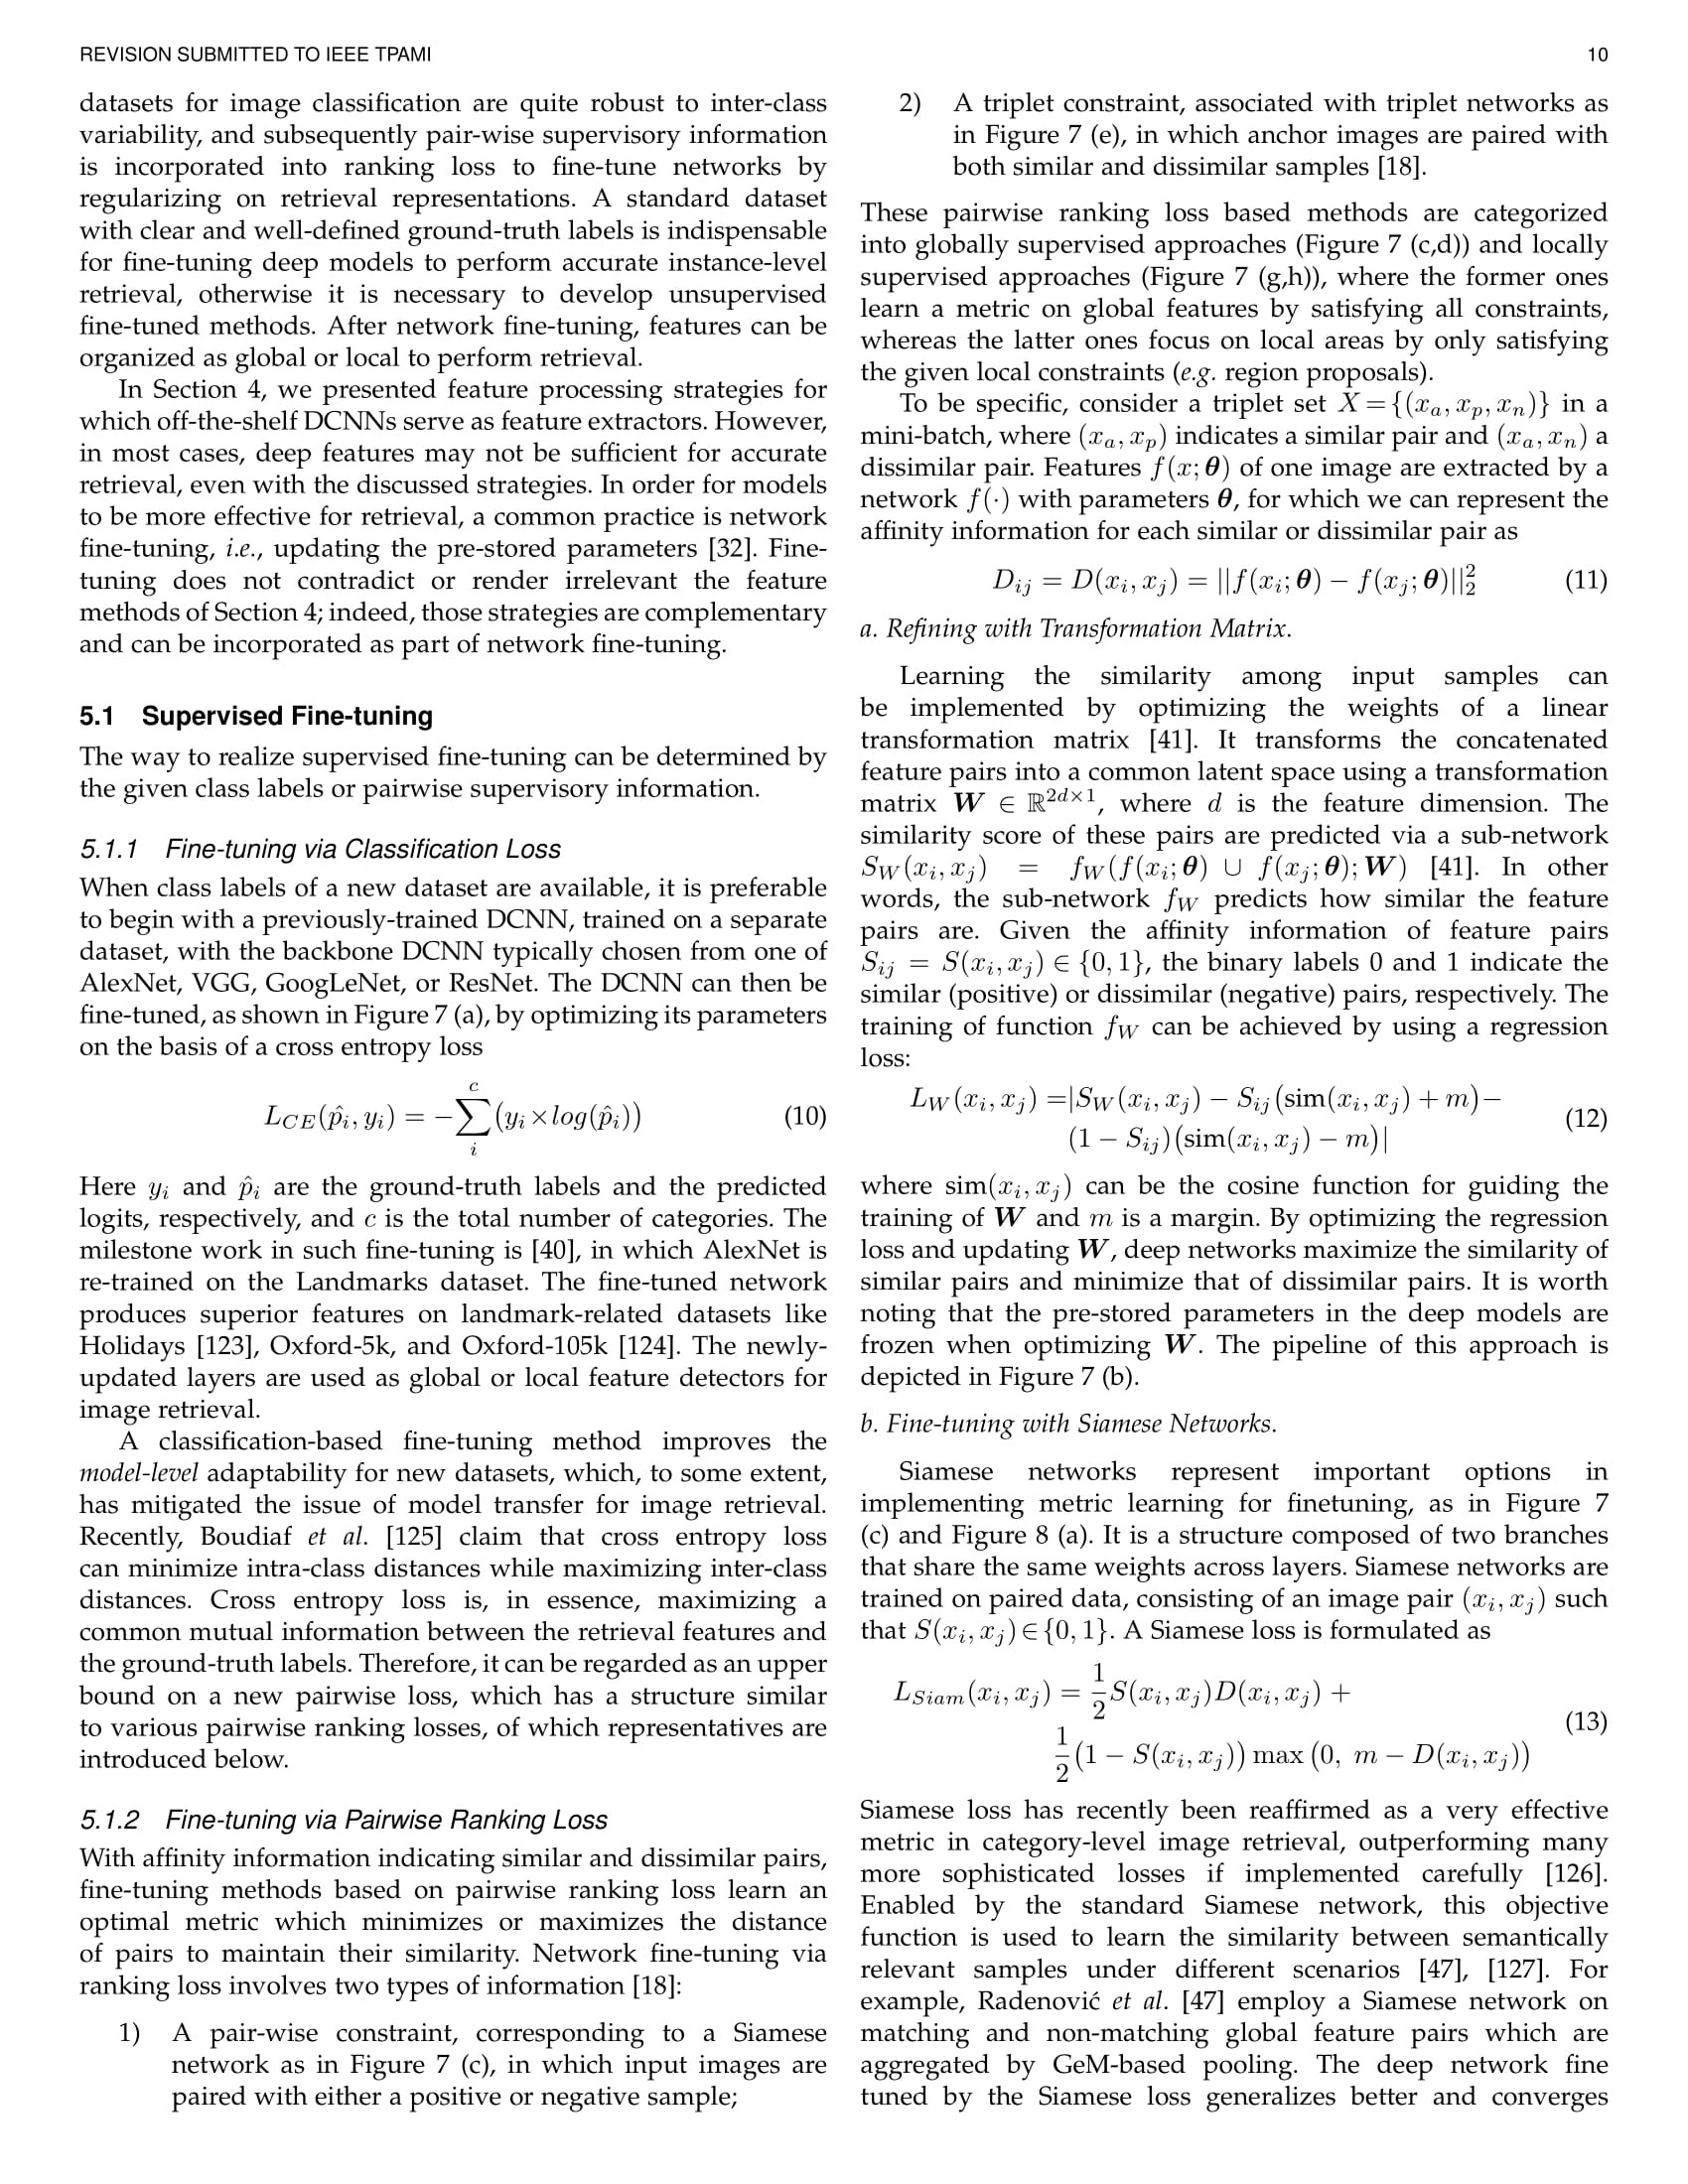 REVISION SUBMITTED TO IEEE TPAMI
10
datasets for image classification are quite robust to inter-class
variability, and subsequently pair-wise supervisory information
is incorporated into ranking loss to fine-tune networks by
regularizing on retrieval representations. A standard dataset
with clear and well-defined ground-truth labels is indispensable
for fine-tuning deep models to perform accurate instance-level
retrieval, otherwise it is necessary to develop unsupervised
fine-tuned methods. After network fine-tuning, features can be
organized as global or local to perform retrieval.
In Section 4, we presented feature processing strategies for
which off-the-shelf DCNNs serve as feature extractors. However,
in most cases, deep features may not be sufficient for accurate
retrieval, even with the discussed strategies. In order for models
to be more effective for retrieval, a common practice is network
fine-tuning, i.e., updating the pre-stored parameters [32]. Fine-
tuning does not contradict or render irrelevant the feature
methods of Section 4; indeed, those strategies are complementary
and can be incorporated as part of network fine-tuning.
5.1 Supervised Fine-tuning
The way to realize supervised fine-tuning can be determined by
the given class labels or pairwise supervisory information.
5.1.1 Fine-tuning via Classification Loss
When class labels of a new dataset are available, it is preferable
to begin with a previously-trained DCNN, trained on a separate
dataset, with the backbone DCNN typically chosen from one of
AlexNet, VGG, GoogLeNet, or ResNet. The DCNN can then be
fine-tuned, as shown in Figure 7 (a), by optimizing its parameters
on the basis of a cross entropy loss
L_{CE}(p̂_i, y_i) = −∑_i^c (y_i × log(p̂_i)) (10)
Here y_i and p̂_i are the ground-truth labels and the predicted
logits, respectively, and c is the total number of categories. The
milestone work in such fine-tuning is [40], in which AlexNet is
re-trained on the Landmarks dataset. The fine-tuned network
produces superior features on landmark-related datasets like
Holidays [123], Oxford-5k, and Oxford-105k [124]. The newly-
updated layers are used as global or local feature detectors for
image retrieval.
A classification-based fine-tuning method improves the
model-level adaptability for new datasets, which, to some extent,
has mitigated the issue of model transfer for image retrieval.
Recently, Boudiaf et al. [125] claim that cross entropy loss
can minimize intra-class distances while maximizing inter-class
distances. Cross entropy loss is, in essence, maximizing a
common mutual information between the retrieval features and
the ground-truth labels. Therefore, it can be regarded as an upper
bound on a new pairwise loss, which has a structure similar
to various pairwise ranking losses, of which representatives are
introduced below.
5.1.2 Fine-tuning via Pairwise Ranking Loss
With affinity information indicating similar and dissimilar pairs,
fine-tuning methods based on pairwise ranking loss learn an
optimal metric which minimizes or maximizes the distance
of pairs to maintain their similarity. Network fine-tuning via
ranking loss involves two types of information [18]:
1) A pair-wise constraint, corresponding to a Siamese
network as in Figure 7 (c), in which input images are
paired with either a positive or negative sample;
2) A triplet constraint, associated with triplet networks as
in Figure 7 (e), in which anchor images are paired with
both similar and dissimilar samples [18].
These pairwise ranking loss based methods are categorized
into globally supervised approaches (Figure 7 (c,d)) and locally
supervised approaches (Figure 7 (g,h)), where the former ones
learn a metric on global features by satisfying all constraints,
whereas the latter ones focus on local areas by only satisfying
the given local constraints (e.g. region proposals).
To be specific, consider a triplet set X = {(x_a, x_p, x_n)} in a
mini-batch, where (x_a, x_p) indicates a similar pair and (x_a, x_n) a
dissimilar pair. Features f(x; θ) of one image are extracted by a
network f(·) with parameters θ, for which we can represent the
affinity information for each similar or dissimilar pair as
D_{ij} = D(x_i, x_j) = ||f(x_i; θ) − f(x_j; θ)||_2^2 (11)
a. Refining with Transformation Matrix.
Learning the similarity among input samples can
be implemented by optimizing the weights of a linear
transformation matrix [41]. It transforms the concatenated
feature pairs into a common latent space using a transformation
matrix W ∈ ℝ^{2d×1}, where d is the feature dimension. The
similarity score of these pairs are predicted via a sub-network
S_W(x_i, x_j) = f_W(f(x_i; θ) ∪ f(x_j; θ); W) [41]. In other
words, the sub-network f_W predicts how similar the feature
pairs are. Given the affinity information of feature pairs
S_{ij} = S(x_i, x_j) ∈ {0, 1}, the binary labels 0 and 1 indicate the
similar (positive) or dissimilar (negative) pairs, respectively. The
training of function f_W can be achieved by using a regression
loss:
L_W(x_i, x_j) =|S_W(x_i, x_j) − S_{ij}(sim(x_i, x_j) + m)−
(1 − S_{ij})(sim(x_i, x_j) − m)| (12)
where sim(x_i, x_j) can be the cosine function for guiding the
training of W and m is a margin. By optimizing the regression
loss and updating W, deep networks maximize the similarity of
similar pairs and minimize that of dissimilar pairs. It is worth
noting that the pre-stored parameters in the deep models are
frozen when optimizing W. The pipeline of this approach is
depicted in Figure 7 (b).
b. Fine-tuning with Siamese Networks.
Siamese networks represent important options in
implementing metric learning for finetuning, as in Figure 7
(c) and Figure 8 (a). It is a structure composed of two branches
that share the same weights across layers. Siamese networks are
trained on paired data, consisting of an image pair (x_i, x_j) such
that S(x_i, x_j) ∈ {0, 1}. A Siamese loss is formulated as
L_{Siam}(x_i, x_j) = 1/2 S(x_i, x_j)D(x_i, x_j) +
1/2 (1 − S(x_i, x_j)) max (0, m − D(x_i, x_j)) (13)
Siamese loss has recently been reaffirmed as a very effective
metric in category-level image retrieval, outperforming many
more sophisticated losses if implemented carefully [126].
Enabled by the standard Siamese network, this objective
function is used to learn the similarity between semantically
relevant samples under different scenarios [47], [127]. For
example, Radenović et al. [47] employ a Siamese network on
matching and non-matching global feature pairs which are
aggregated by GeM-based pooling. The deep network fine
tuned by the Siamese loss generalizes better and converges